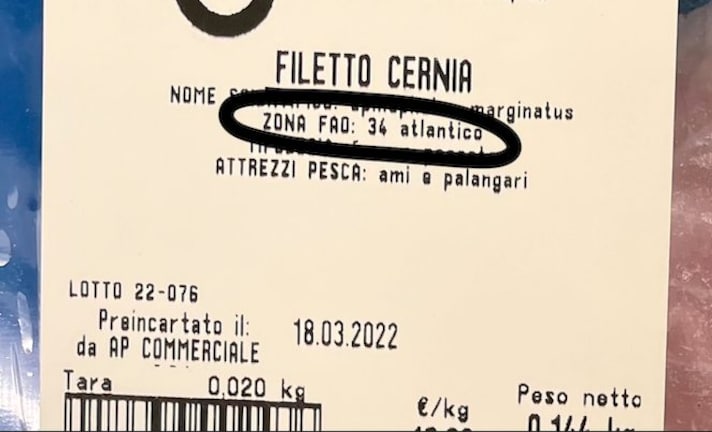 FILETTO CERNIA
NOME marginatus
ZONA FAO: 34 atlantico
ATTREZZI PESCA: ami e palangari
LOTTO 22-076
Preincartato il: 18.03.2022
da AP COMMERCIALE
Tara 0,020 kg
€/kg Peso netto